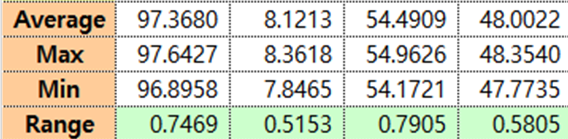 Average 97.3680 8.1213 54.4909 48.0022
Max 97.6427 8.3618 54.9626 48.3540
Min 96.8958 7.8465 54.1721 47.7735
Range 0.7469 0.5153 0.7905 0.5805